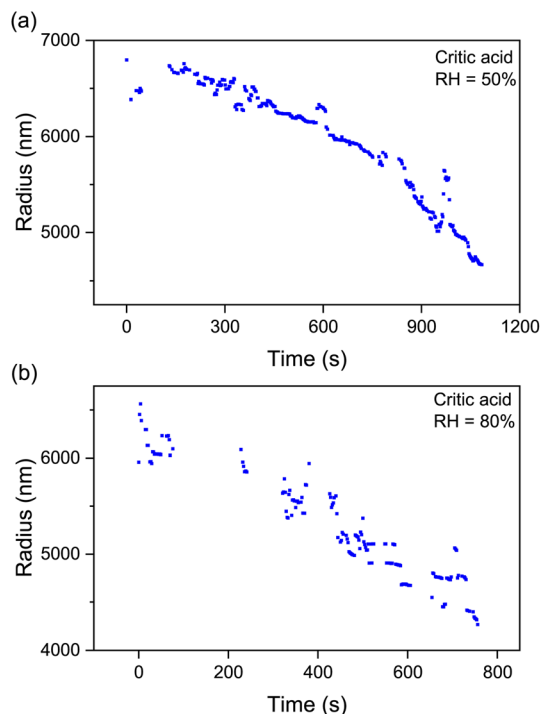 (a)
7000
6000
5000
Radius (nm)
Critic acid
RH = 50%
0 300 600 900 1200
Time (s)
(b)
6000
5000
4000
Radius (nm)
Critic acid
RH = 80%
0 200 400 600 800
Time (s)